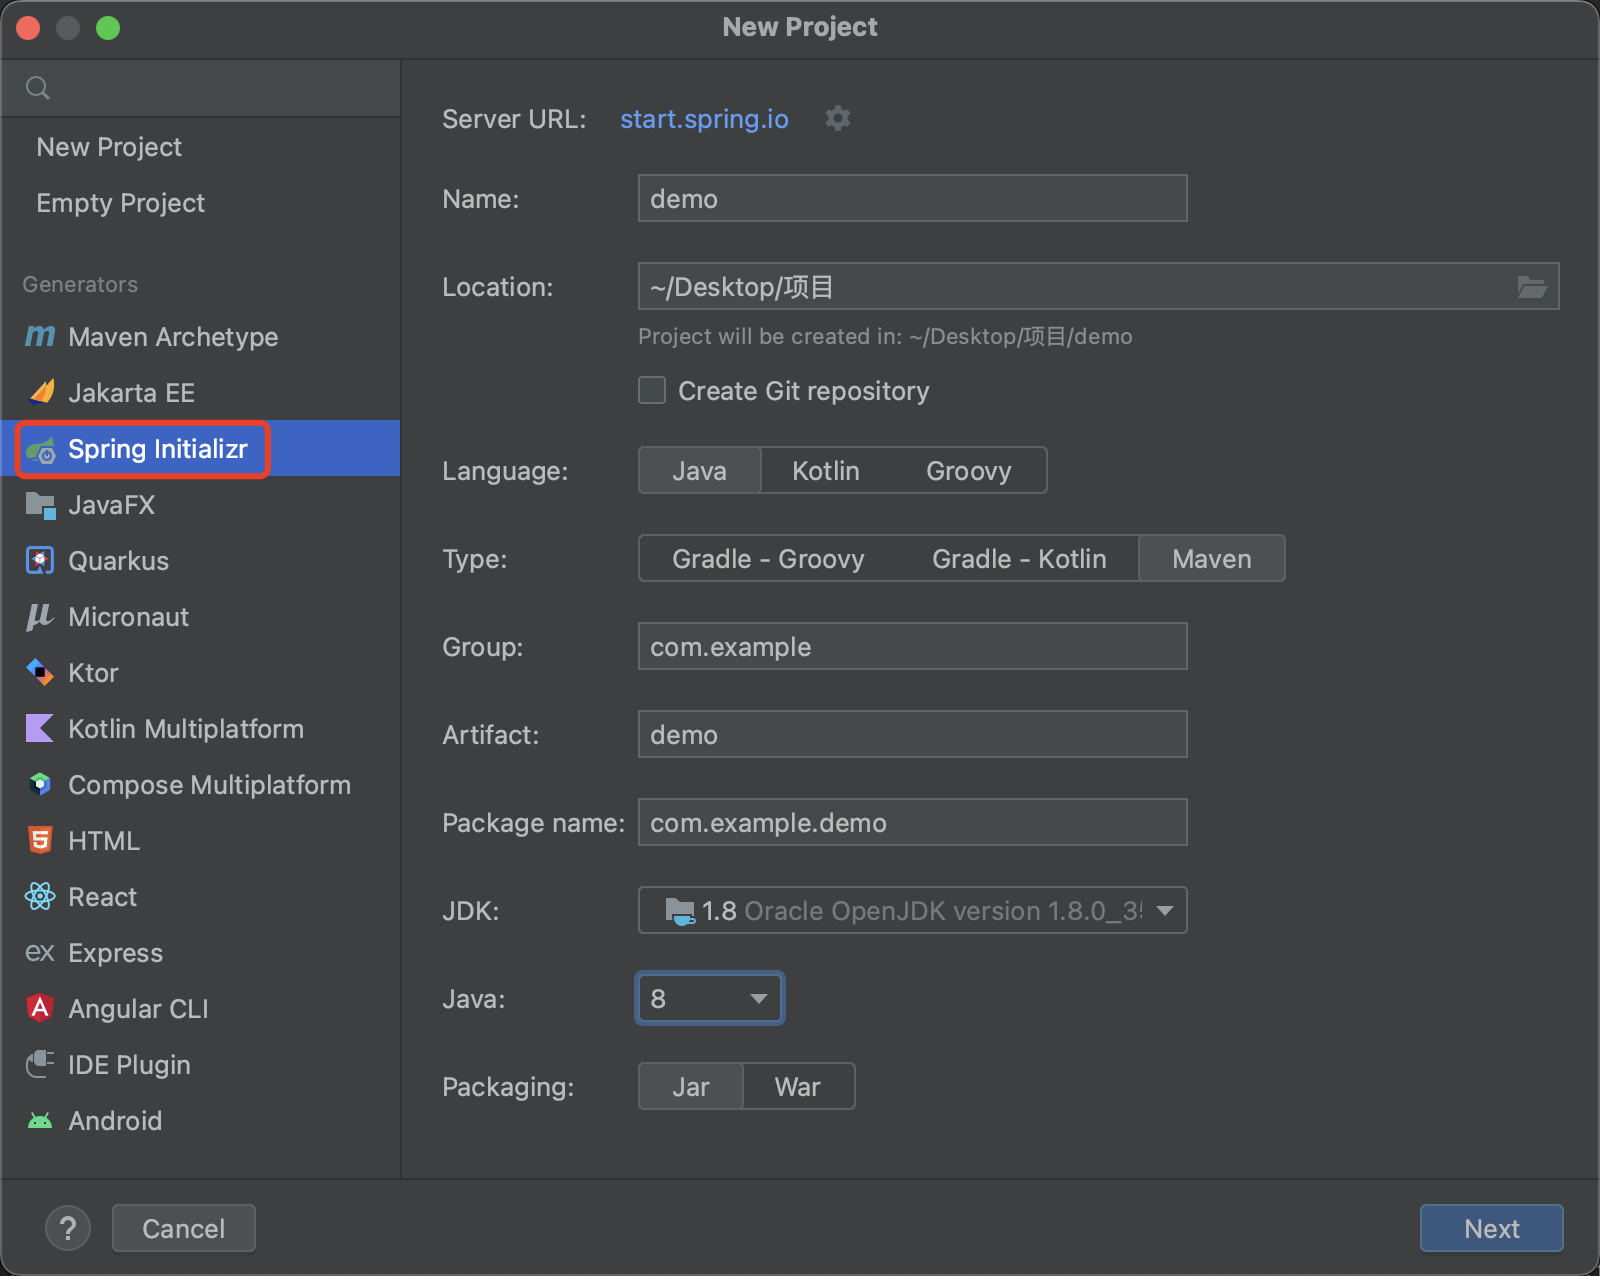 New Project
New Project
Empty Project
Generators
Maven Archetype
Jakarta EE
Spring Initializr
JavaFX
Quarkus
Micronaut
Ktor
Kotlin Multiplatform
Compose Multiplatform
HTML
React
Express
Angular CLI
IDE Plugin
Android
Server URL: start.spring.io
Name: demo
Location: ~/Desktop/项目
Project will be created in: ~/Desktop/项目/demo
Create Git repository
Language: Java Kotlin Groovy
Type: Gradle - Groovy Gradle - Kotlin Maven
Group: com.example
Artifact: demo
Package name: com.example.demo
JDK: 1.8 Oracle OpenJDK version 1.8.0_3
Java: 8
Packaging: Jar War
? Cancel Next